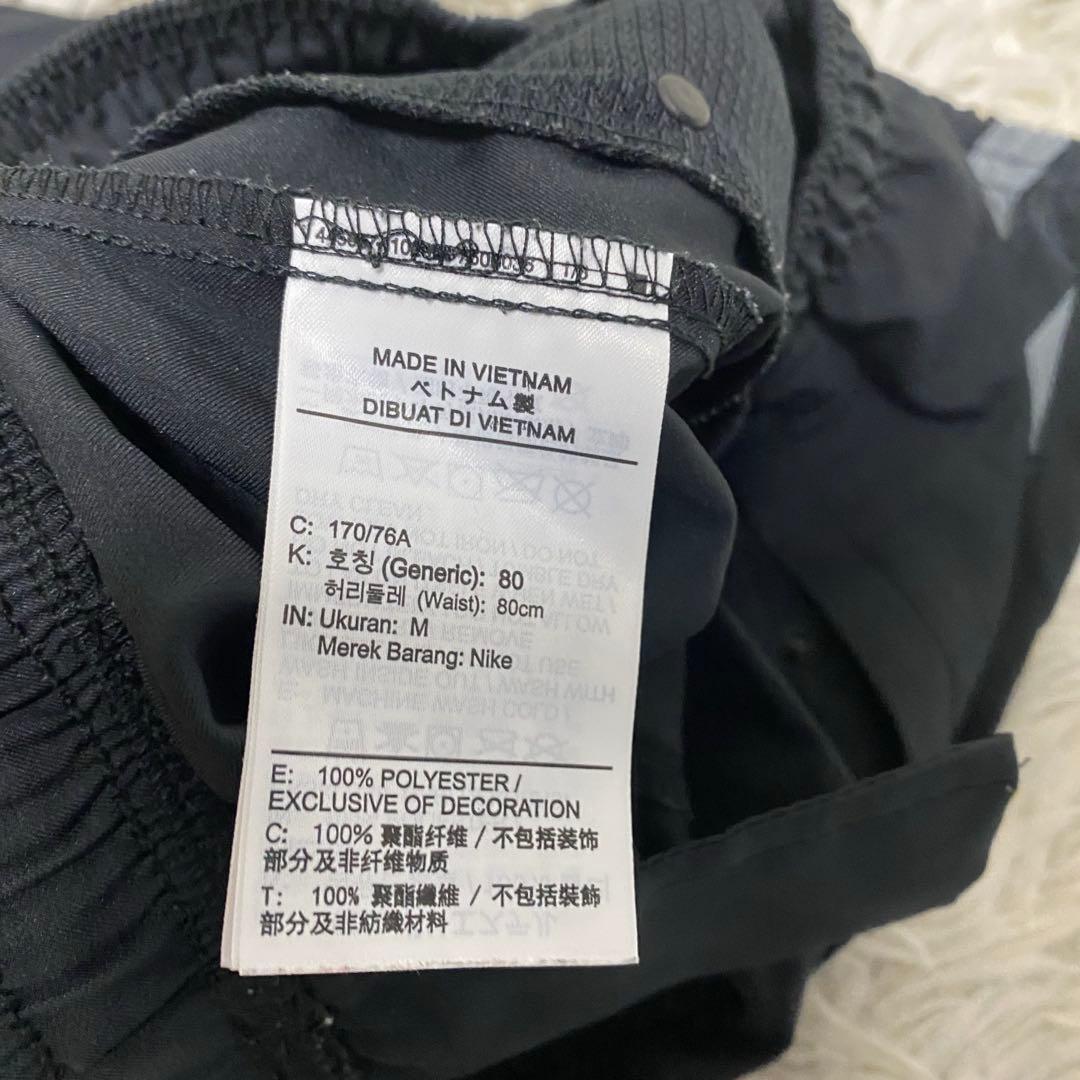 MADE IN VIETNAM
ベトナム製
DIBUAT DI VIETNAM
C: 170/76A
K: 호칭 (Generic): 80
허리둘레 (Waist): 80cm
IN: Ukuran: M
Merek Barang: Nike
E: 100% POLYESTER /
EXCLUSIVE OF DECORATION
C: 100% 聚酯纤维 / 不包括装饰
部分及非纤维物质
T: 100% 聚酯纖維 / 不包括裝飾
部分及非紡織材料